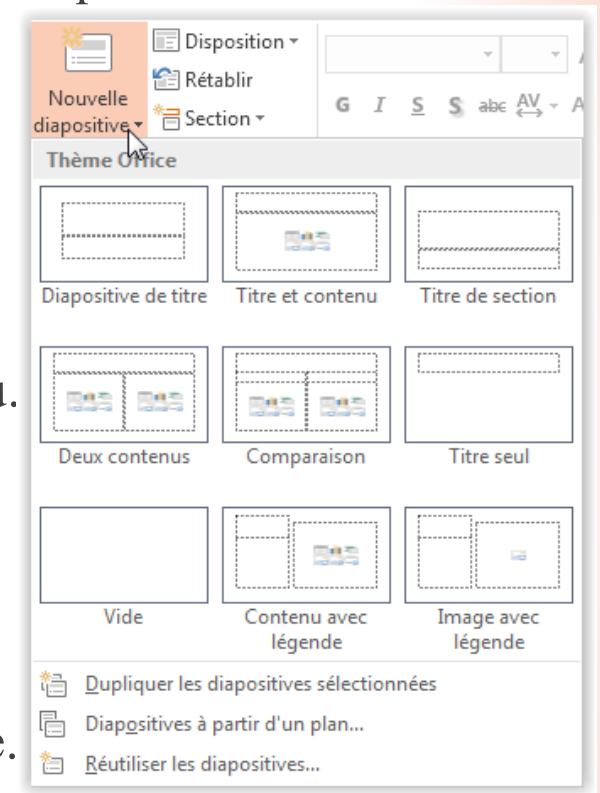 Nouvelle
diapositive
Disposition
Rétablir
Section
G I S S abc AV
Thème Office
Diapositive de titre Titre et contenu Titre de section
u.
Deux contenus Comparaison Titre seul
Vide Contenu avec légende Image avec légende
Dupliquer les diapositives sélectionnées
Diapositives à partir d'un plan...
e.
Réutiliser les diapositives...